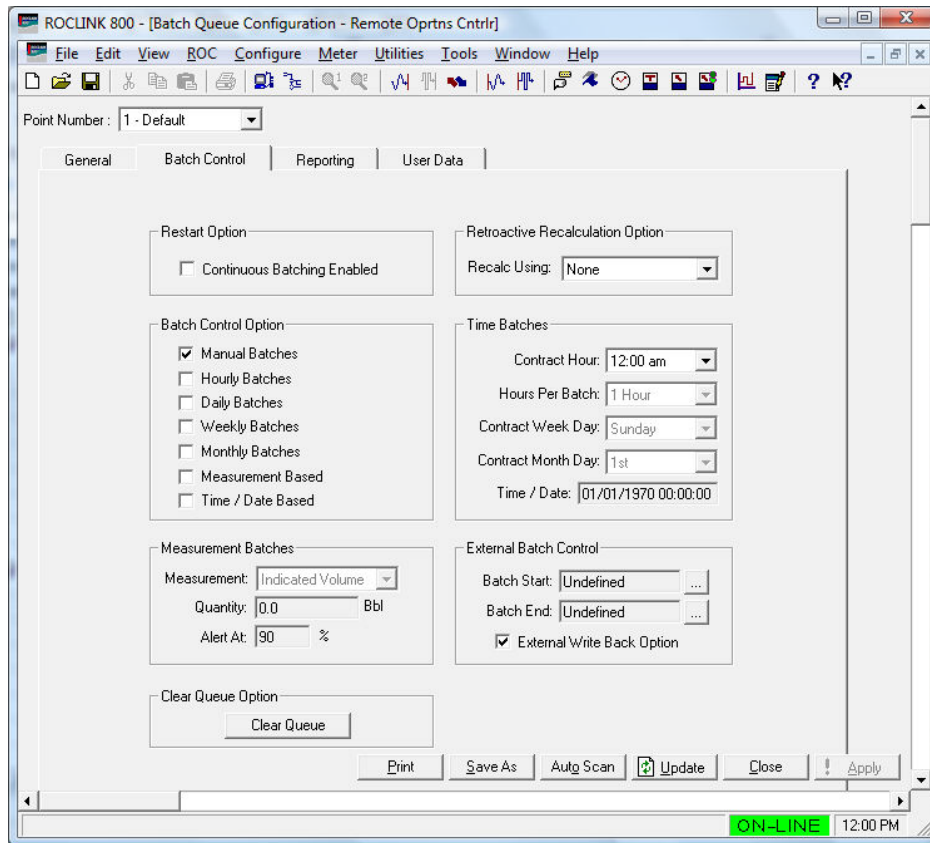 ROCLINK 800 - [Batch Queue Configuration - Remote Oprtns Cntrlr]
File Edit View ROC Configure Meter Utilities Tools Window Help
Point Number : 1 - Default
General Batch Control Reporting User Data
Restart Option
Continuous Batching Enabled
Retroactive Recalculation Option
Recalc Using: None
Batch Control Option
Manual Batches
Hourly Batches
Daily Batches
Weekly Batches
Monthly Batches
Measurement Based
Time / Date Based
Time Batches
Contract Hour: 12:00 am
Hours Per Batch: 1 Hour
Contract Week Day: Sunday
Contract Month Day: 1st
Time / Date: 01/01/1970 00:00:00
Measurement Batches
Measurement: Indicated Volume
Quantity: 0.0 Bbl
Alert At: 90 %
External Batch Control
Batch Start: Undefined ...
Batch End: Undefined ...
External Write Back Option
Clear Queue Option
Clear Queue
Print Save As Auto Scan Update Close ! Apply
ON-LINE 12:00 PM